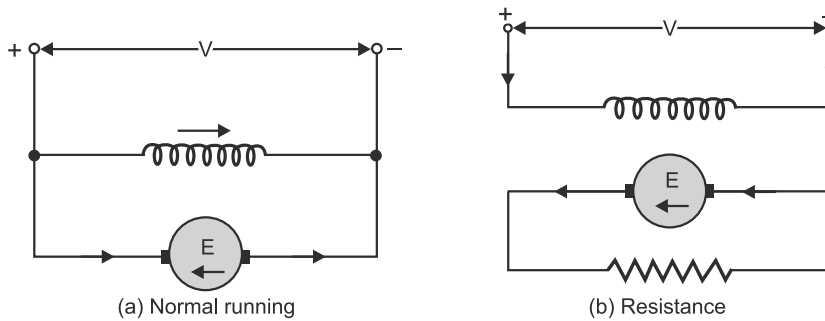 + V −
E
(a) Normal running
+ V
E
(b) Resistance